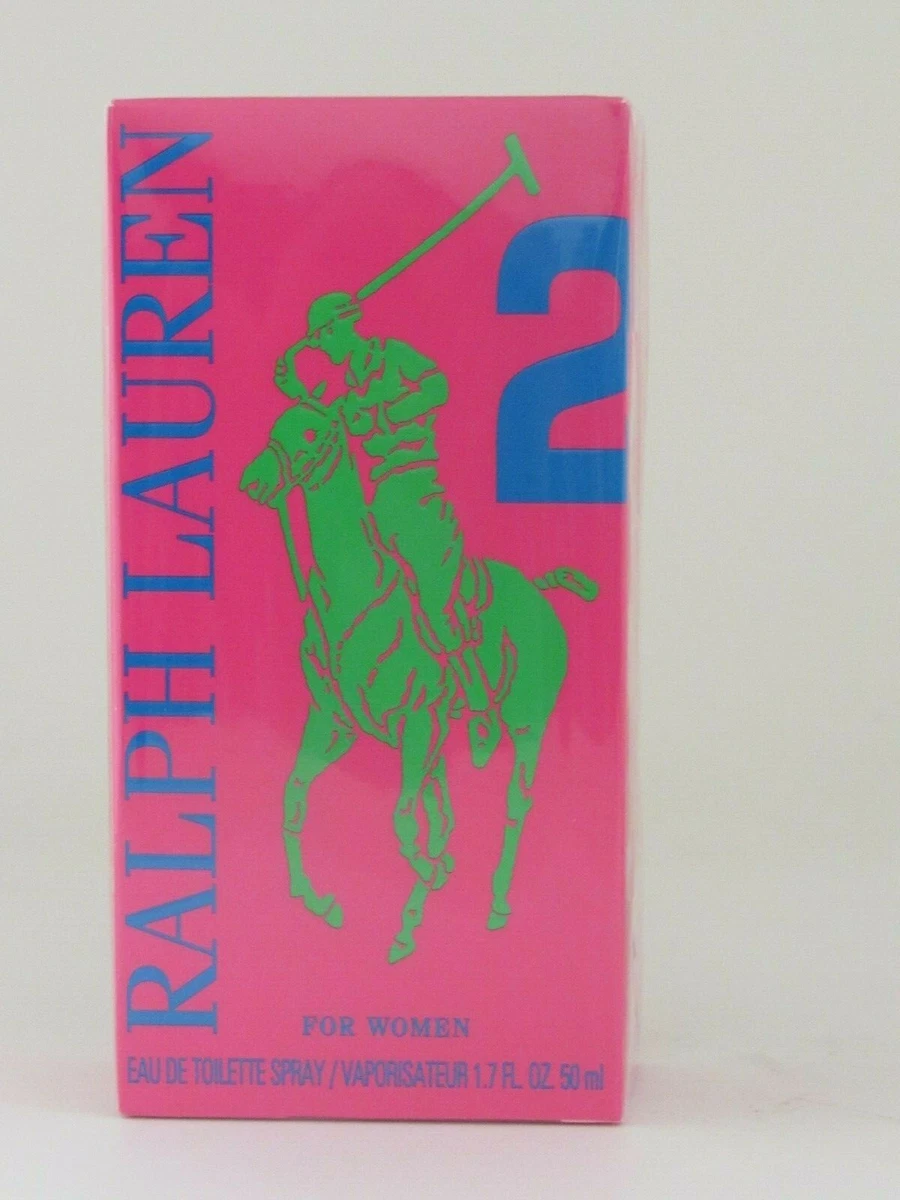 RALPH LAUREN
2
FOR WOMEN
EAU DE TOILETTE SPRAY / VAPORISATEUR 1.7 FL. OZ. 50 ml